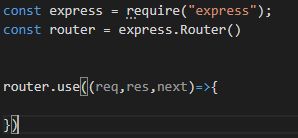 const express = require("express");
const router = express.Router()
router.use((req,res,next)=>{
})